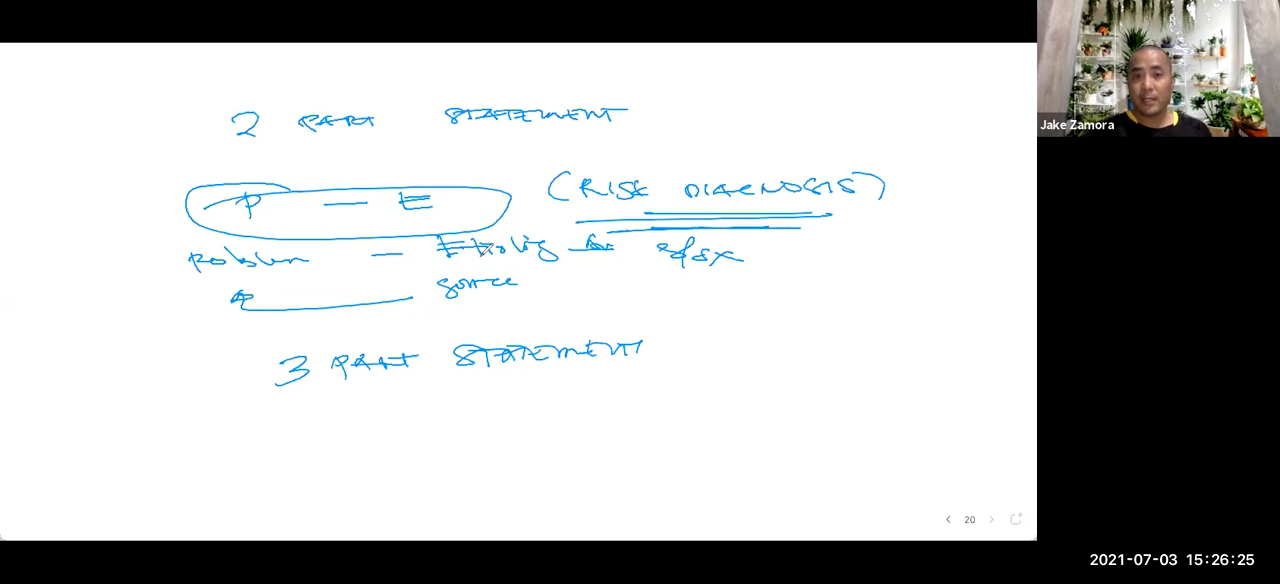 2 PART STATEMENT
P — E (RISK DIAGNOSIS)
Problem — Etiology
source
3 PART STATEMENT
Jake Zamora
20
2021-07-03 15:26:25